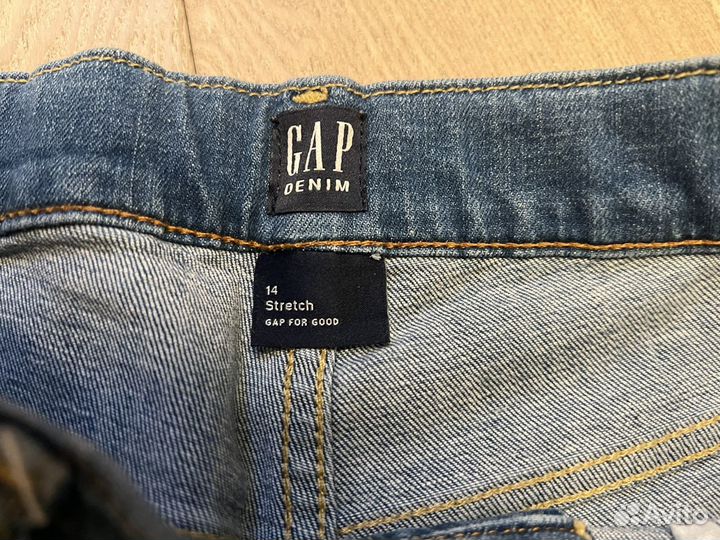 GAP
DENIM
14
Stretch
GAP FOR GOOD
Avito